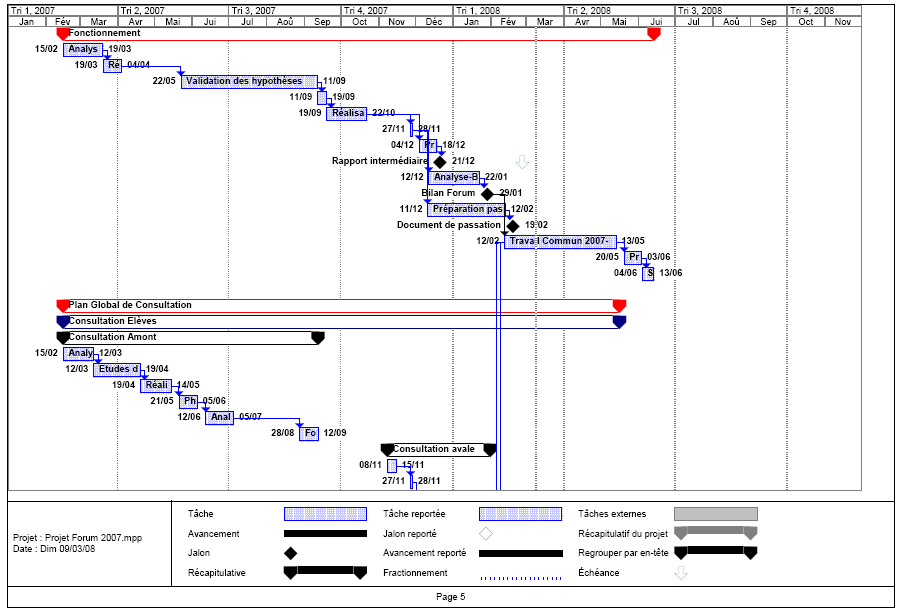 Tri 1, 2007 Tri 2, 2007 Tri 3, 2007 Tri 4, 2007 Tri 1, 2008 Tri 2, 2008 Tri 3, 2008 Tri 4, 2008
Jan Fév Mar Avr Mai Jui Jui Aoû Sep Oct Nov Déc Jan Fév Mar Avr Mai Jui Jui Aoû Sep Oct Nov
Fonctionnement
15/02 Analys 19/03
19/03 Ré 04/04
22/05 Validation des hypothèses 11/09
11/09 19/09
19/09 Réalisa 22/10
27/11 28/11
04/12 Pr 18/12
Rapport intermédiaire 21/12
12/12 Analyse-B 22/01
Bilan Forum 29/01
11/12 Préparation pas 12/02
Document de passation 19/02
12/02 Travail Commun 2007- 13/05
20/05 Pr 03/06
04/06 S 13/06
Plan Global de Consultation
Consultation Elèves
Consultation Amont
15/02 Analy 12/03
12/03 Etudes d 19/04
19/04 Réali 14/05
21/05 Ph 05/06
12/06 Anal 05/07
28/08 Fo 12/09
Consultation avale
08/11 15/11
27/11 28/11
Projet : Projet Forum 2007.mpp
Date : Dim 09/03/08
Tâche Tâche reportée Tâches externes
Avancement Jalon reporté Récapitulatif du projet
Jalon Avancement reporté Regrouper par en-tête
Récapitulative Fractionnement Échéance
Page 5